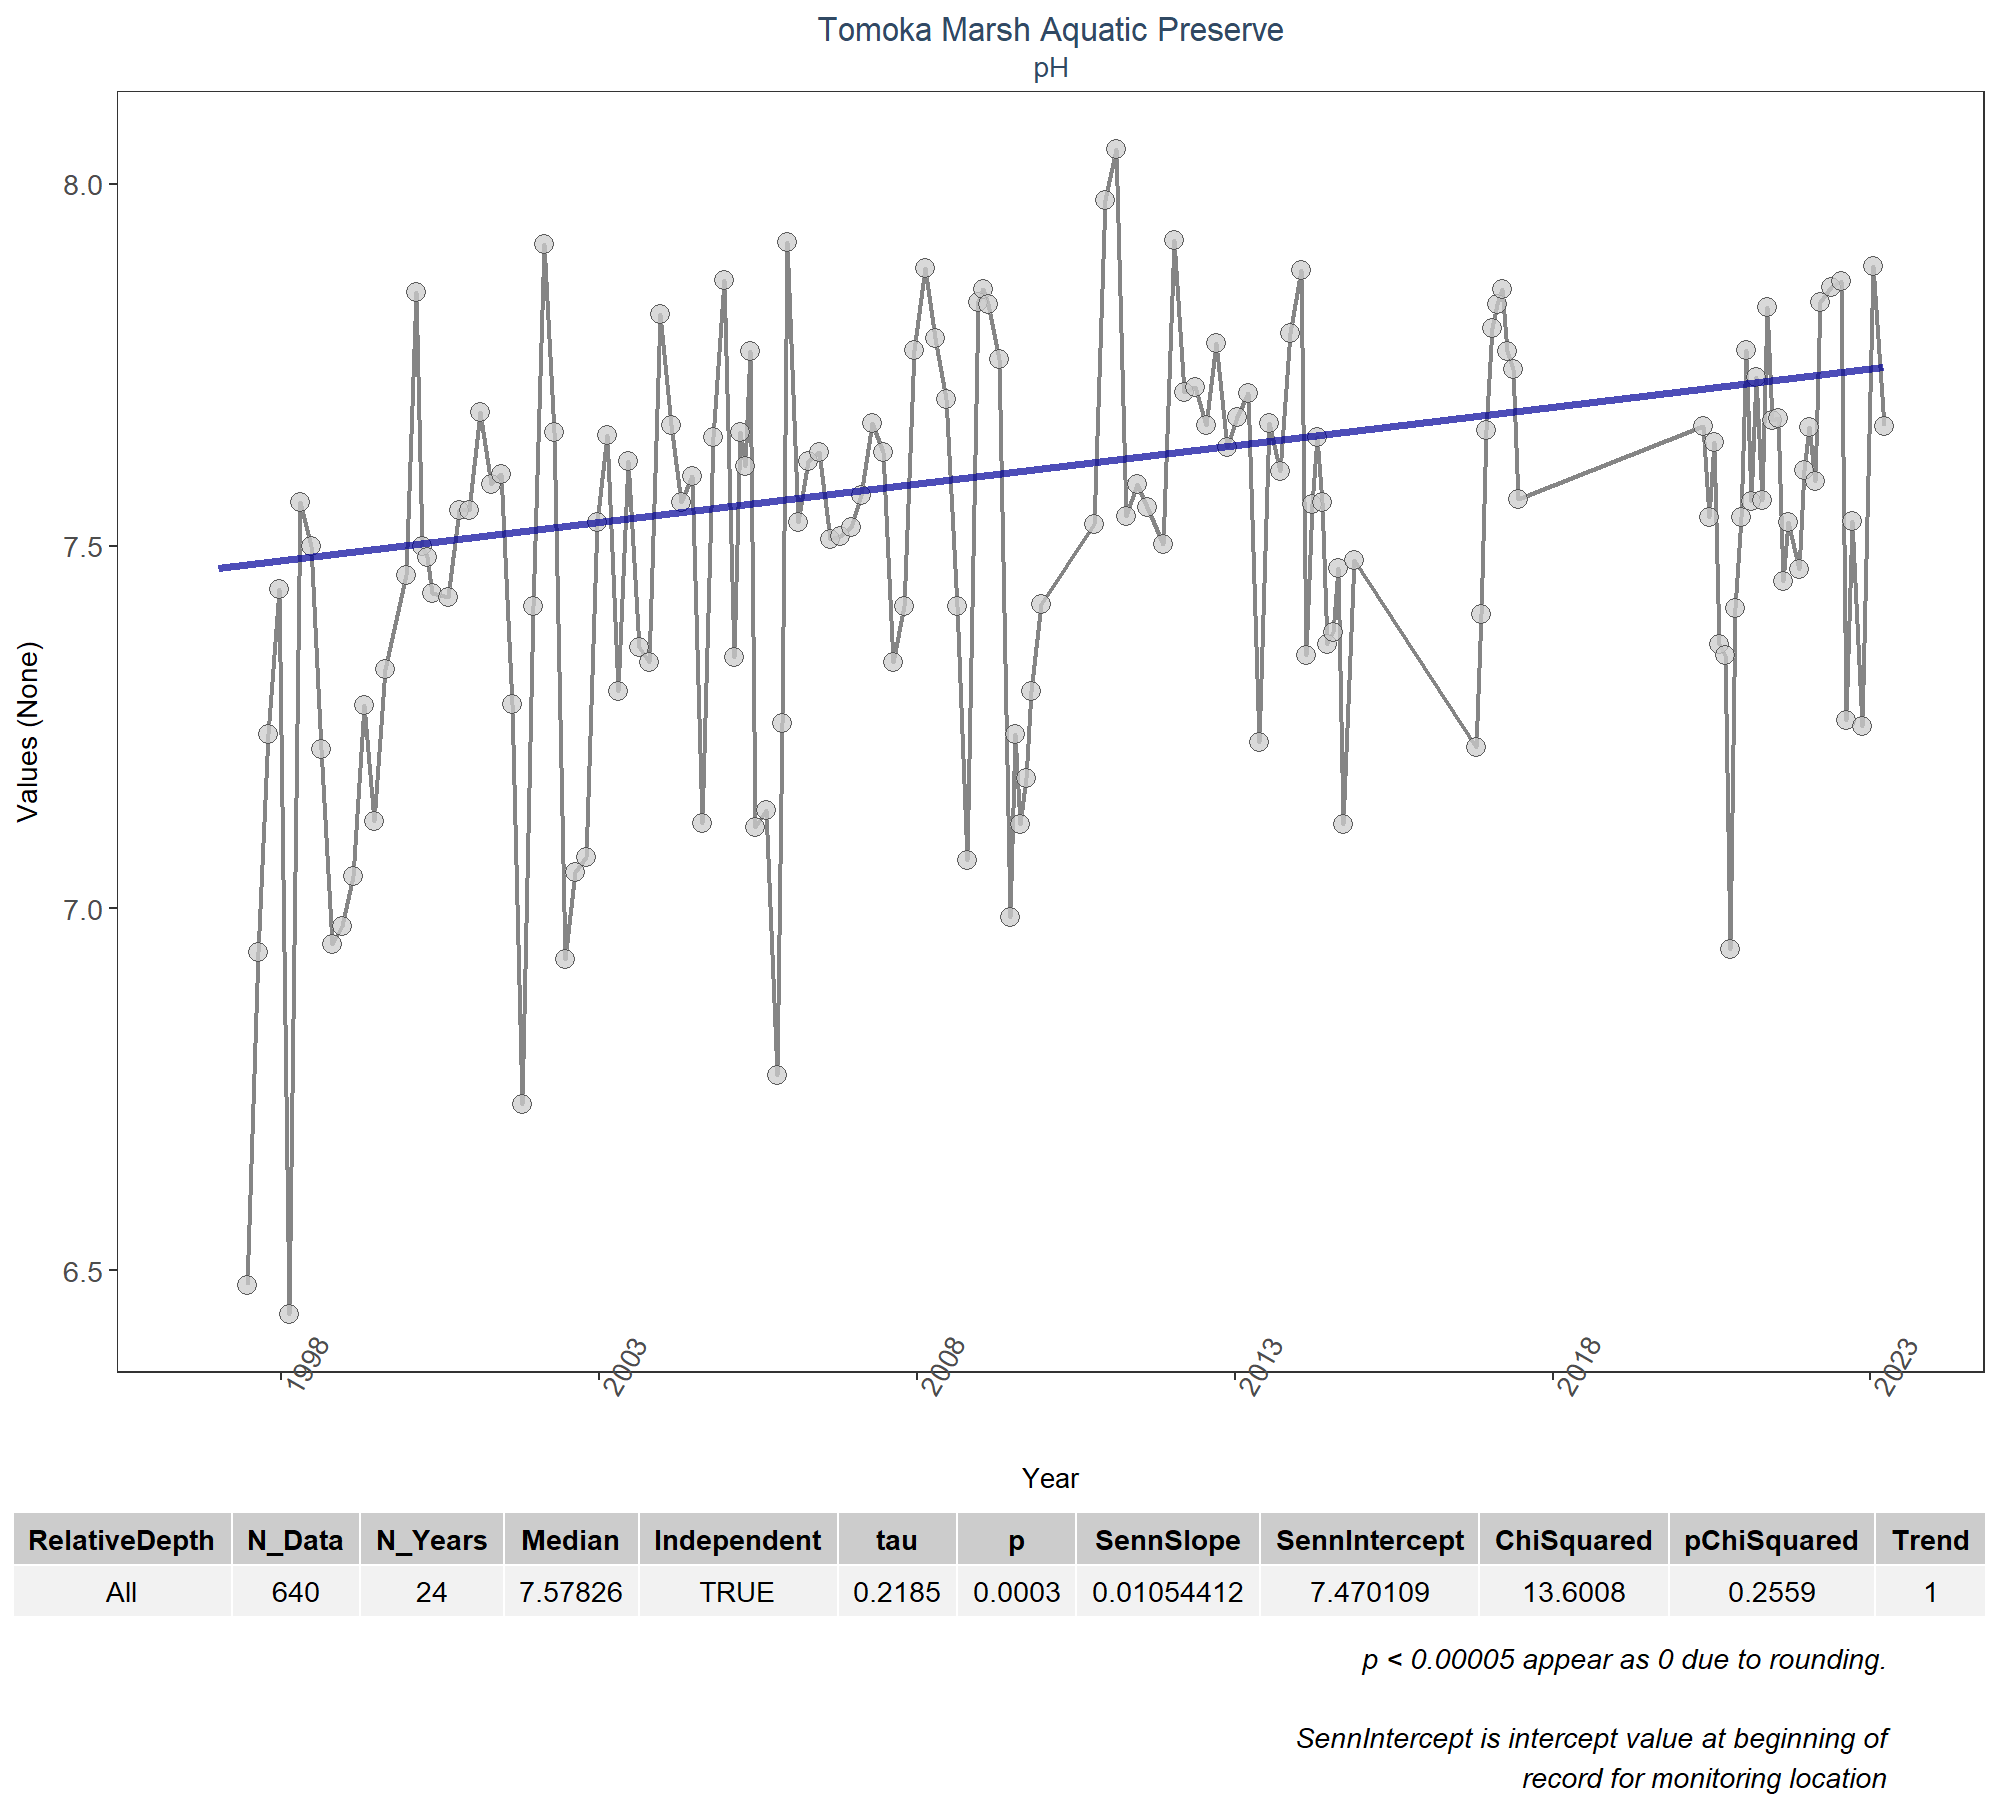 Tomoka Marsh Aquatic Preserve
pH
Values (None)
8.0
7.5
7.0
6.5
1998 2003 2008 2013 2018 2023
Year
RelativeDepth N_Data N_Years Median Independent tau p SennSlope SennIntercept ChiSquared pChiSquared Trend
All 640 24 7.57826 TRUE 0.2185 0.0003 0.01054412 7.470109 13.6008 0.2559 1
p < 0.00005 appear as 0 due to rounding.
SennIntercept is intercept value at beginning of
record for monitoring location